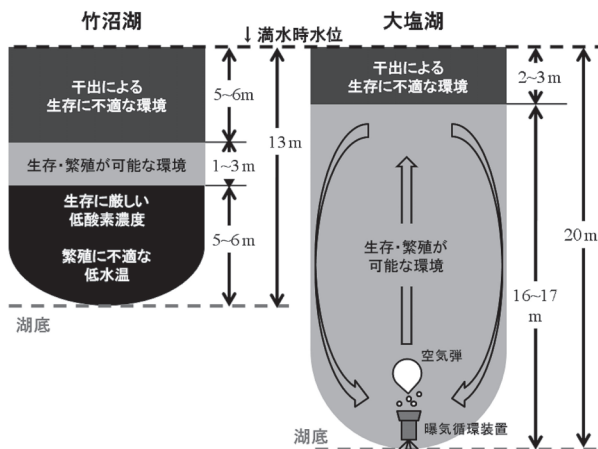 竹沼湖
↓満水時水位
大塩湖
干出による
生存に不適な環境
5~6m
生存・繁殖が可能な環境
1~3m
生存に厳しい
低酸素濃度
繁殖に不適な
低水温
5~6m
13m
湖底
干出による
生存に不適な環境
2~3m
生存・繁殖が
可能な環境
20m
16~17
m
空気弾
曝気循環装置
湖底